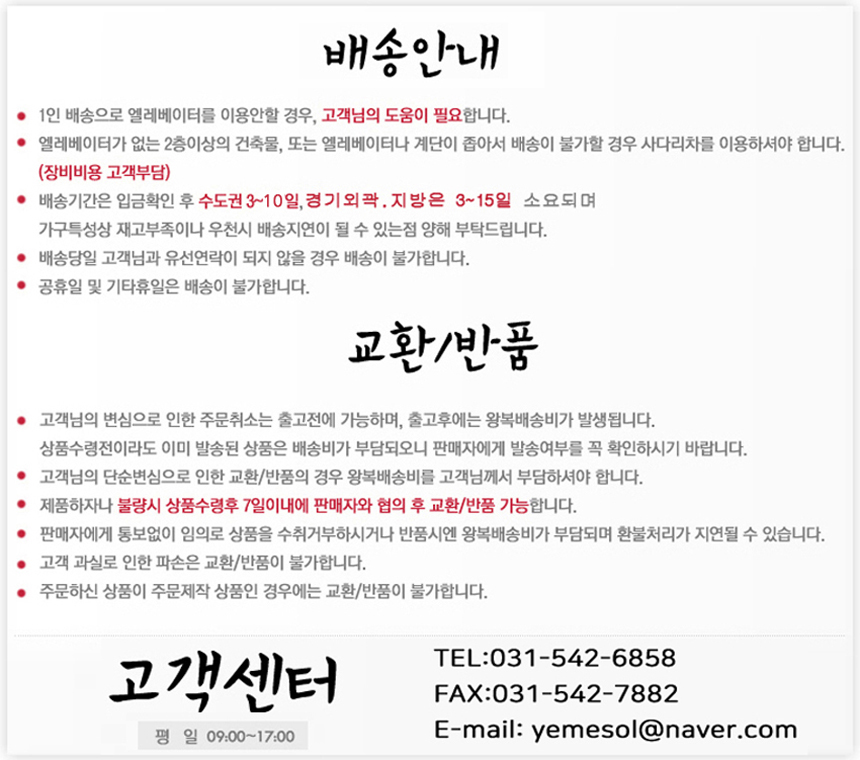 배송안내
1인 배송으로 엘레베이터를 이용안할 경우, 고객님의 도움이 필요합니다.
엘레베이터가 없는 2층이상의 건축물, 또는 엘레베이터나 계단이 좁아서 배송이 불가할 경우 사다리차를 이용하셔야 합니다.
(장비비용 고객부담)
배송기간은 입금확인 후 수도권 3~10일,경기외곽.지방은 3~15일 소요되며
가구특성상 재고부족이나 우천시 배송지연이 될 수 있는점 양해 부탁드립니다.
배송당일 고객님과 유선연락이 되지 않을 경우 배송이 불가합니다.
공휴일 및 기타휴일은 배송이 불가합니다.
교환/반품
고객님의 변심으로 인한 주문취소는 출고전에 가능하며, 출고후에는 왕복배송비가 발생됩니다.
상품수령전이라도 이미 발송된 상품은 배송비가 부담되오니 판매자에게 발송여부를 꼭 확인하시기 바랍니다.
고객님의 단순변심으로 인한 교환/반품의 경우 왕복배송비를 고객님께서 부담하셔야 합니다.
제품하자나 불량시 상품수령후 7일이내에 판매자와 협의 후 교환/반품 가능합니다.
판매자에게 통보없이 임의로 상품을 수취거부하시거나 반품시엔 왕복배송비가 부담되며 환불처리가 지연될 수 있습니다.
고객 과실로 인한 파손은 교환/반품이 불가합니다.
주문하신 상품이 주문제작 상품인 경우에는 교환/반품이 불가합니다.
고객센터
평 일 09:00~17:00
TEL:031-542-6858
FAX:031-542-7882
E-mail: yemesol@naver.com